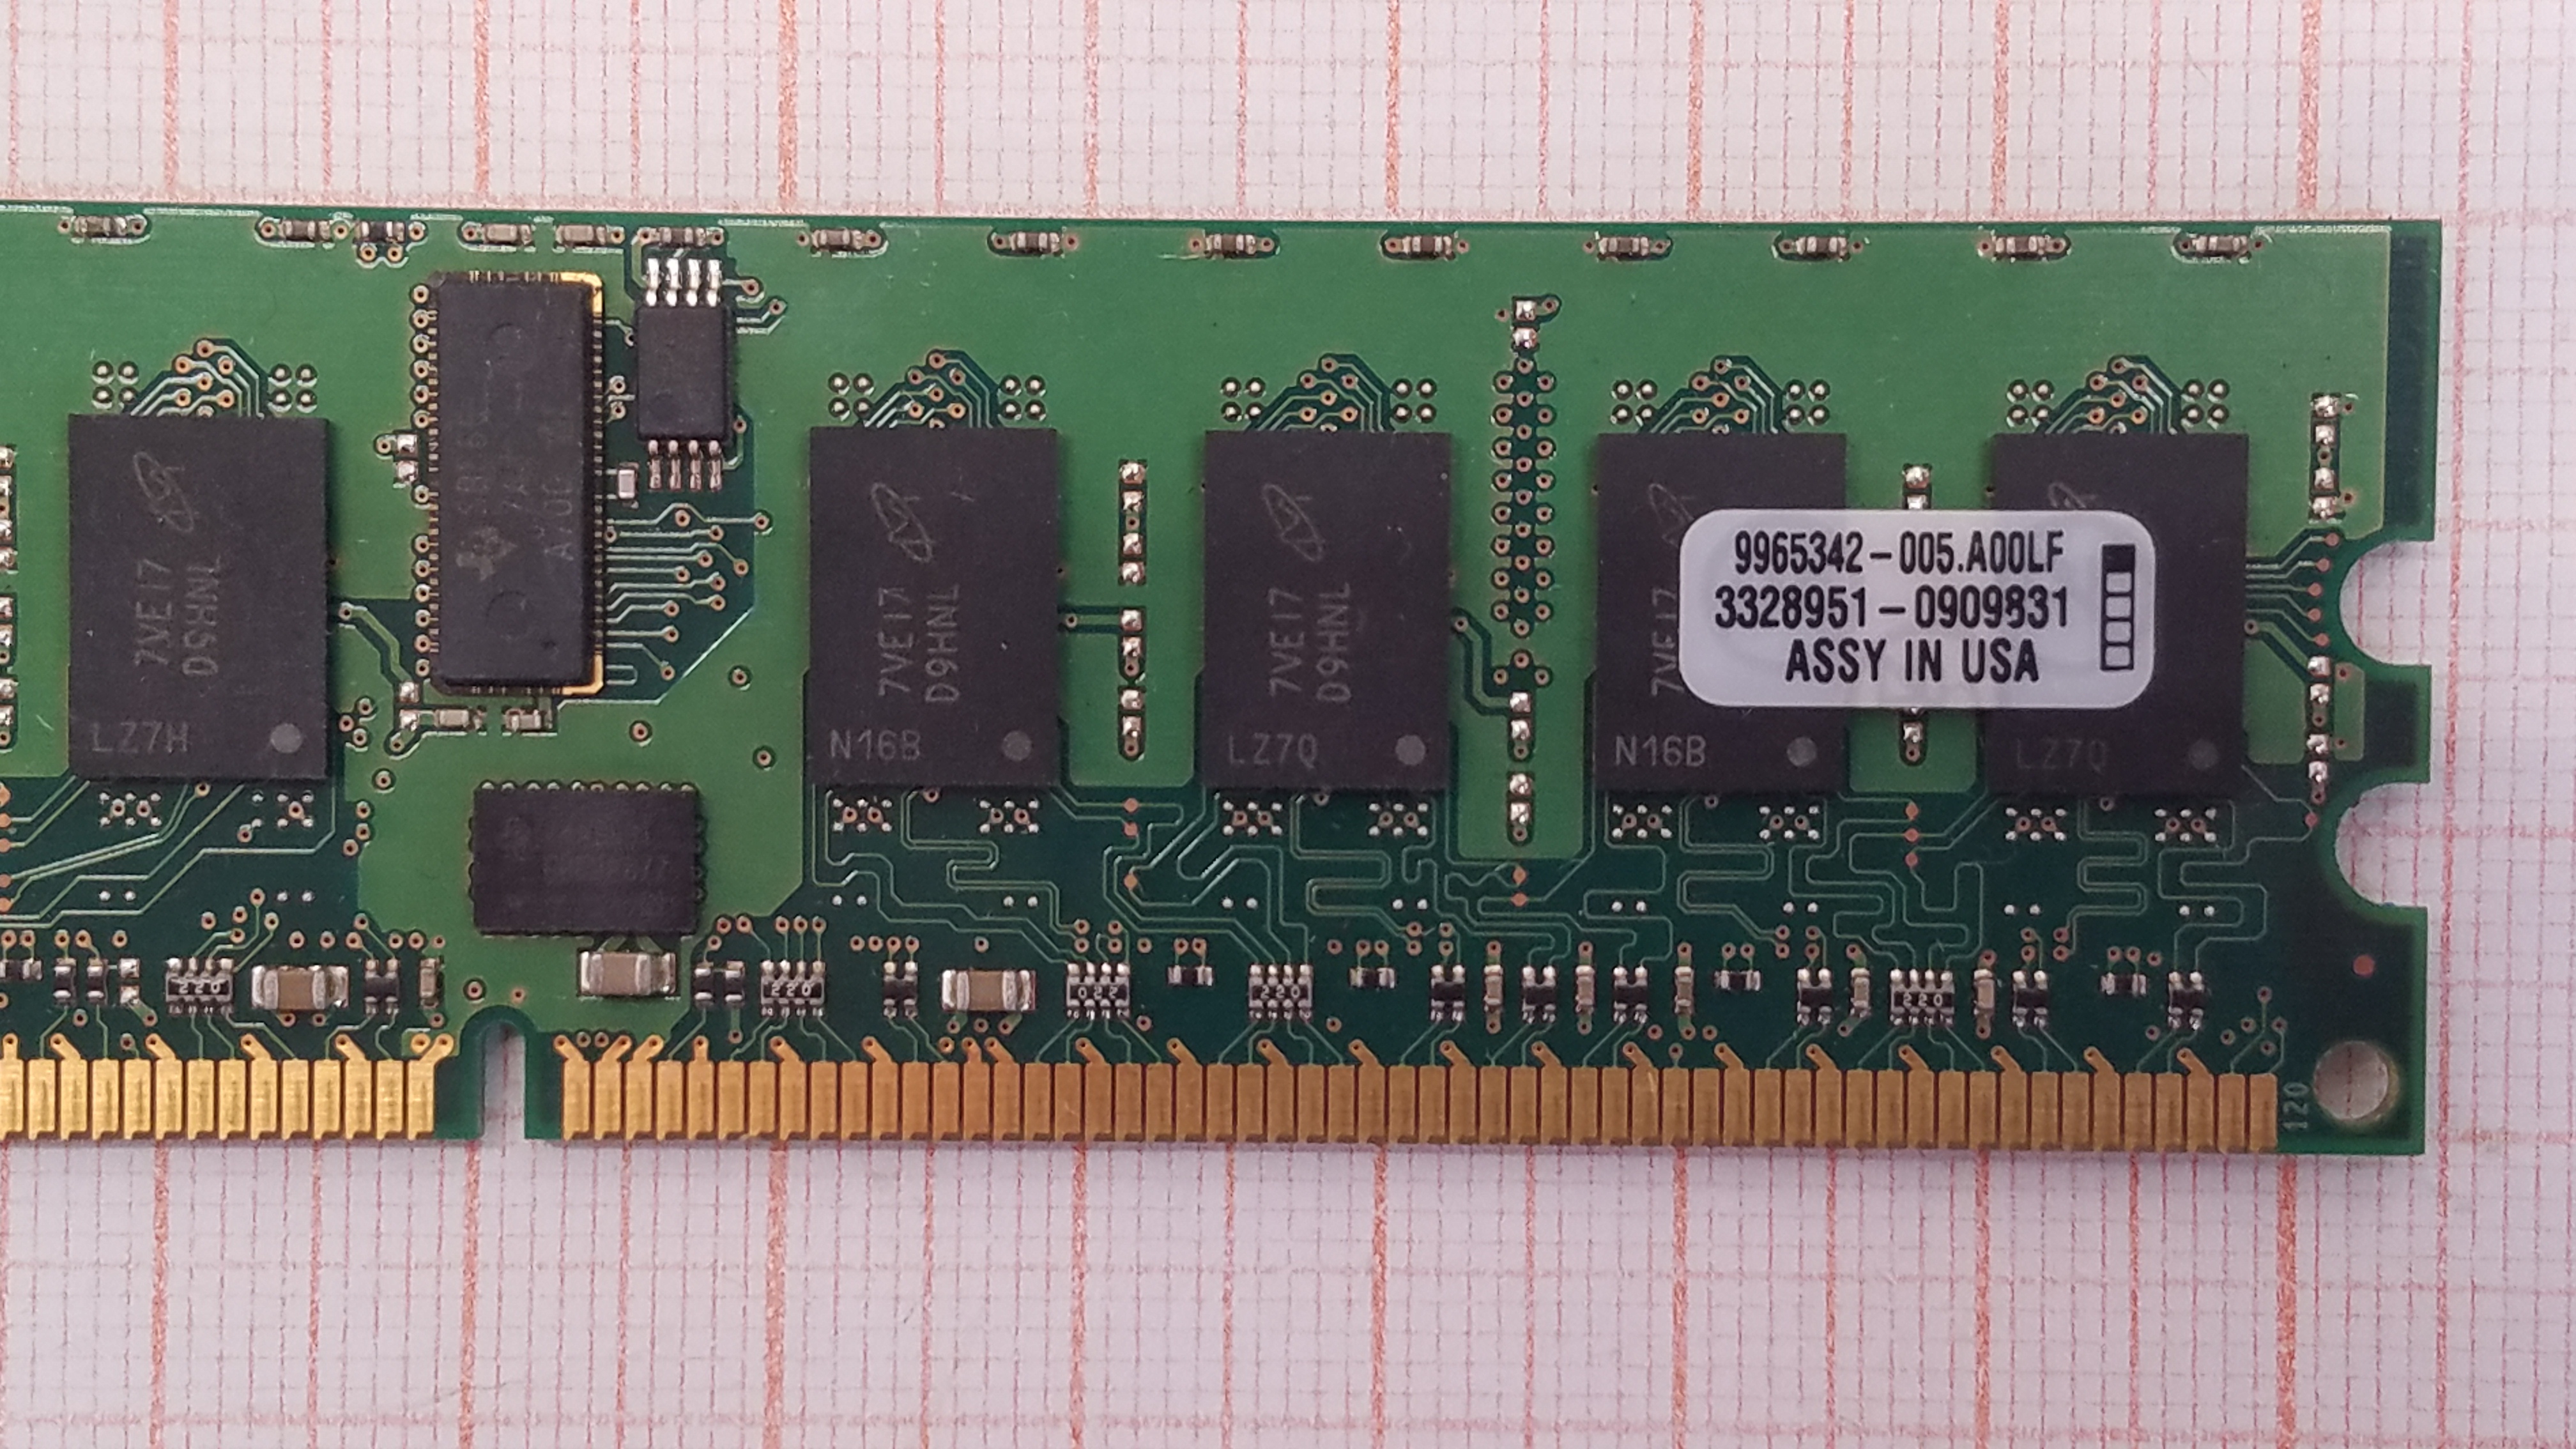 7VE17
D9HNL
LZ7H
7VE17
D9HNL
N16B
7VE17
D9HNL
LZ7Q
7VE17
N16B
LZ7Q
9965342-005.A00LF
3328951-0909831
ASSY IN USA
220
220
022
220
220
120